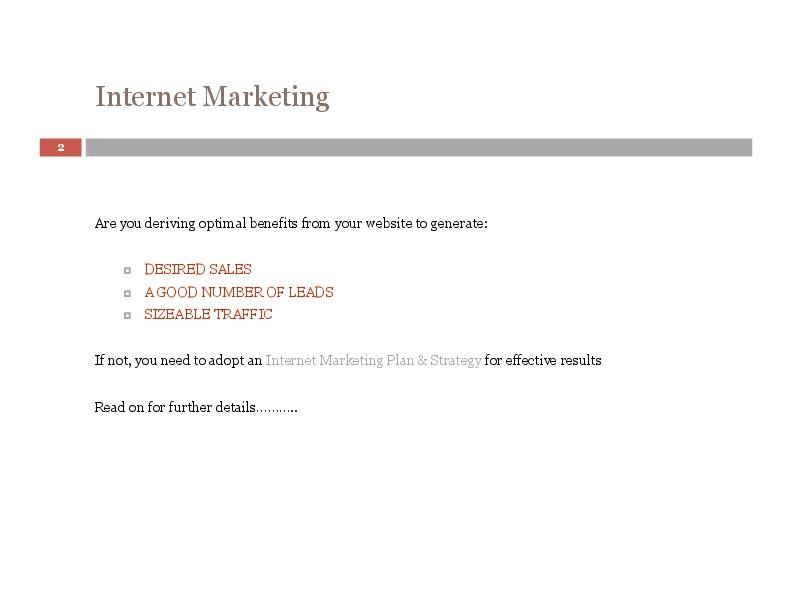 Internet Marketing
2
Are you deriving optimal benefits from your website to generate:
DESIRED SALES
A GOOD NUMBER OF LEADS
SIZEABLE TRAFFIC
If not, you need to adopt an Internet Marketing Plan & Strategy for effective results
Read on for further details...........